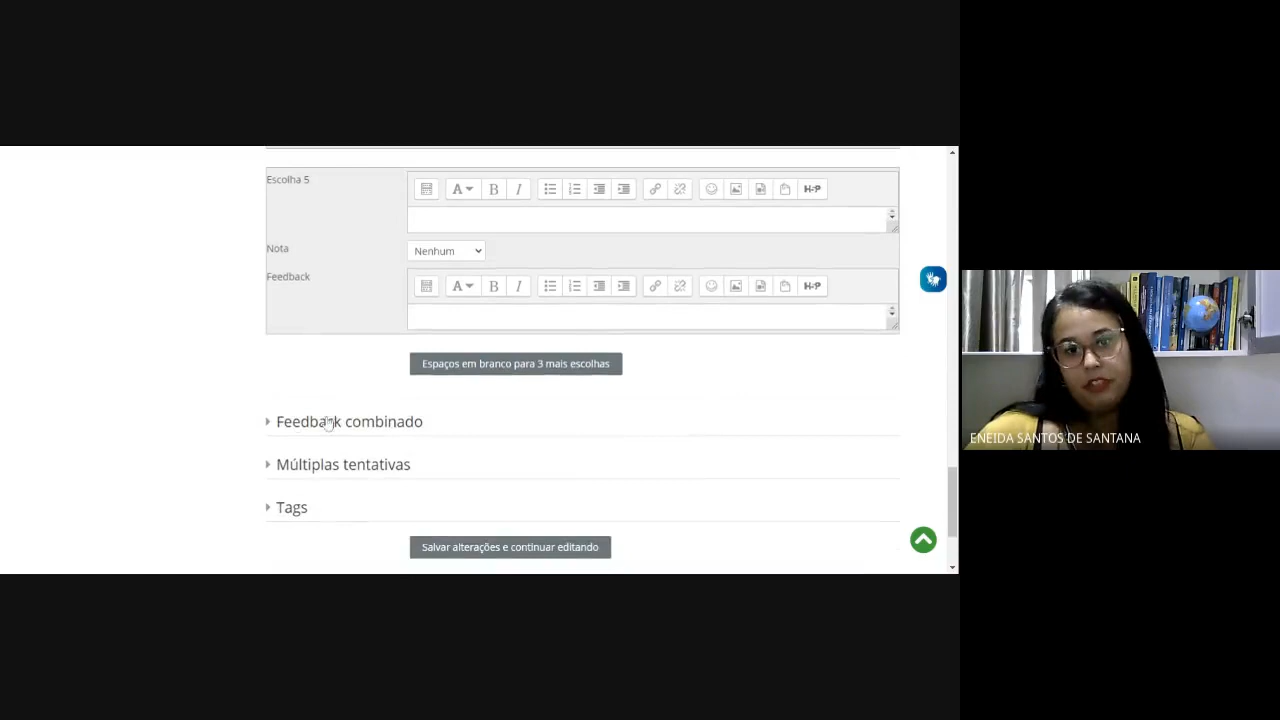 Escolha 5
A B I H-P
Nota
Nenhum
Feedback
A B I H-P
Espaços em branco para 3 mais escolhas
Feedback combinado
Múltiplas tentativas
Tags
Salvar alterações e continuar editando
ENEIDA SANTOS DE SANTANA